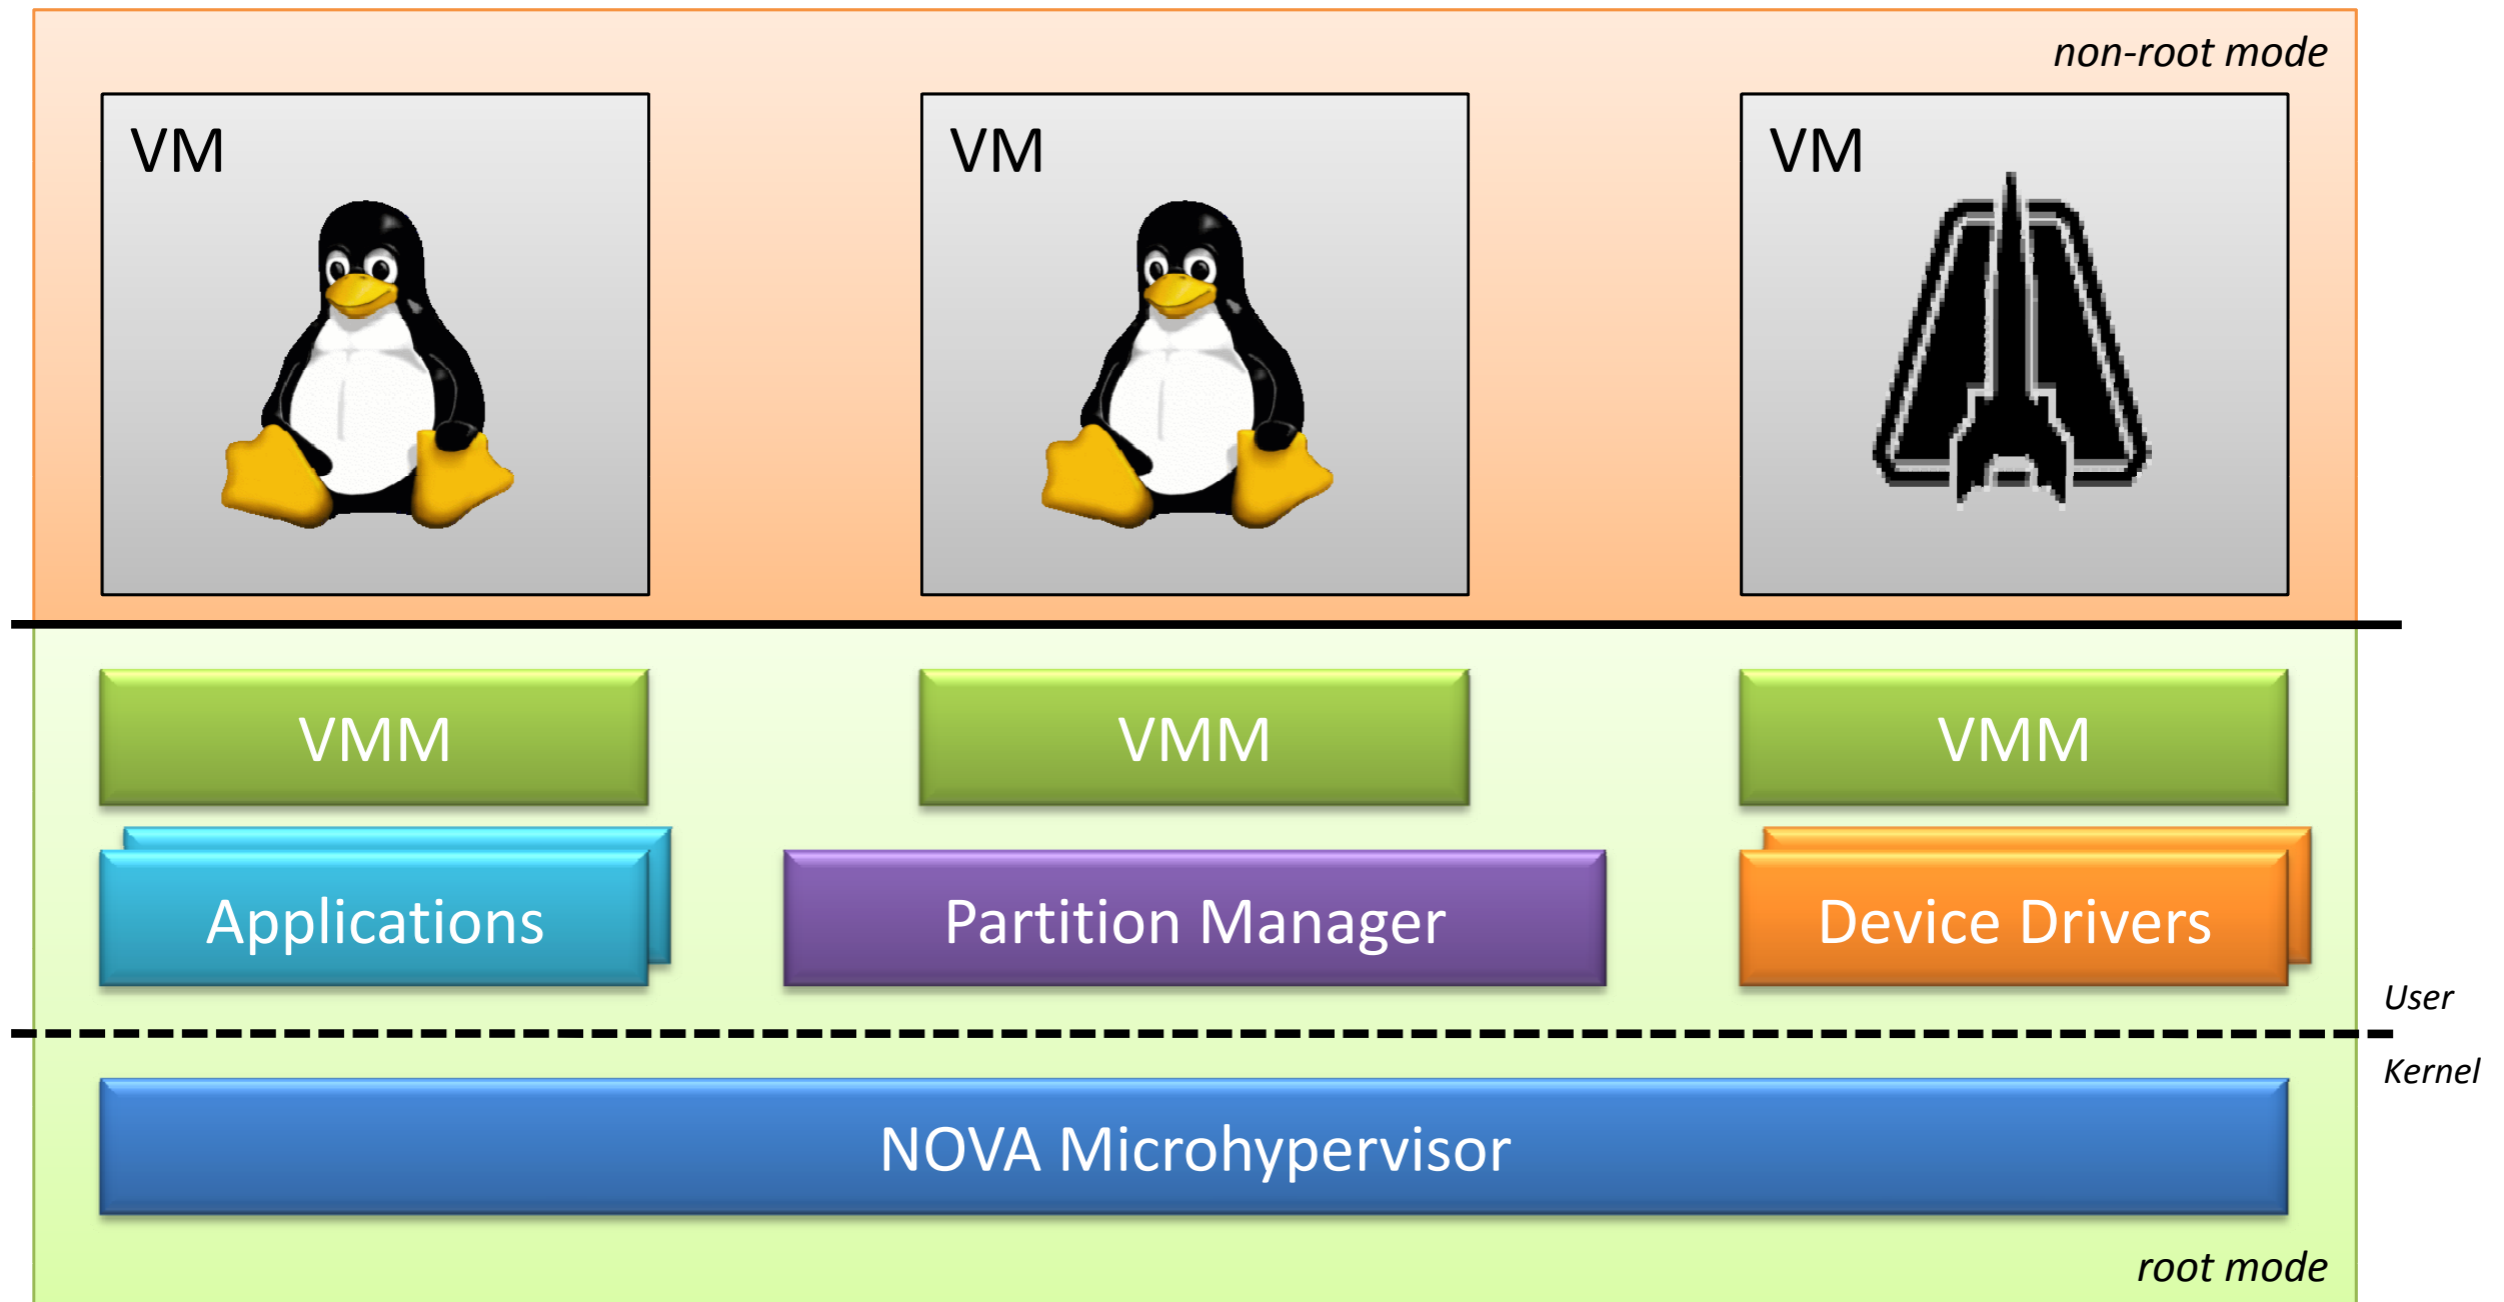 non-root mode
VM
VM
VM
VMM
VMM
VMM
Applications
Partition Manager
Device Drivers
User
Kernel
NOVA Microhypervisor
root mode